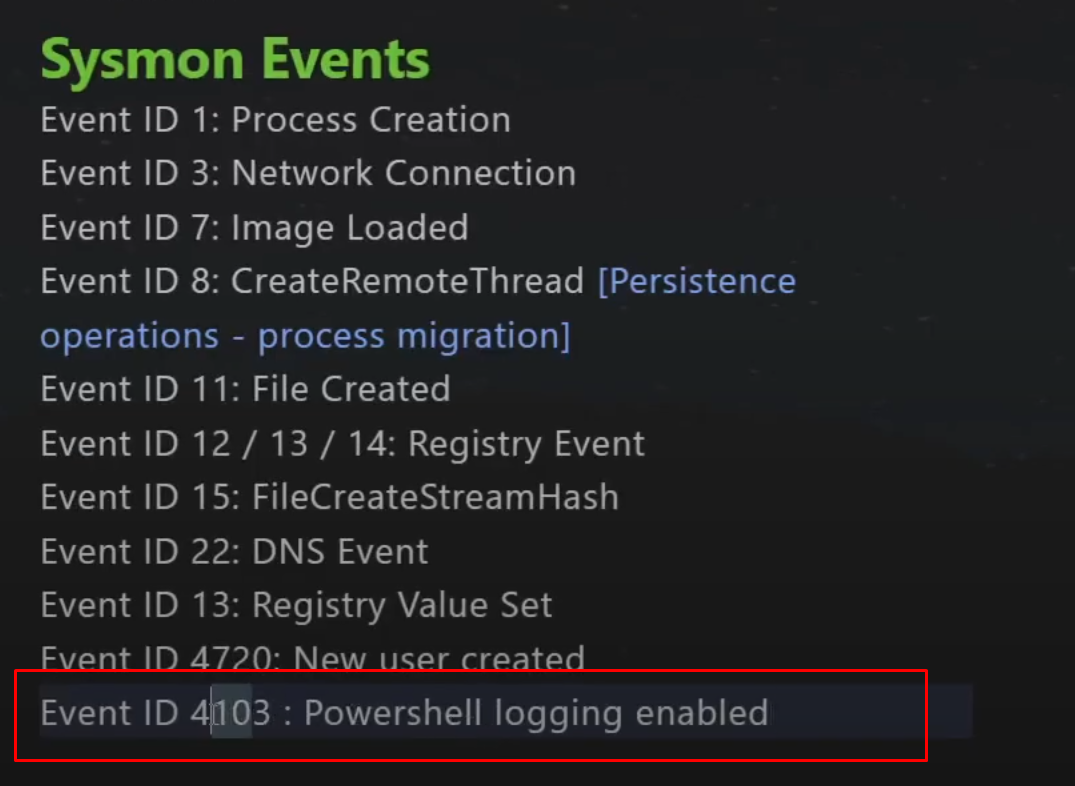 Sysmon Events
Event ID 1: Process Creation
Event ID 3: Network Connection
Event ID 7: Image Loaded
Event ID 8: CreateRemoteThread [Persistence
operations - process migration]
Event ID 11: File Created
Event ID 12 / 13 / 14: Registry Event
Event ID 15: FileCreateStreamHash
Event ID 22: DNS Event
Event ID 13: Registry Value Set
Event ID 4720: New user created
Event ID 4103 : Powershell logging enabled